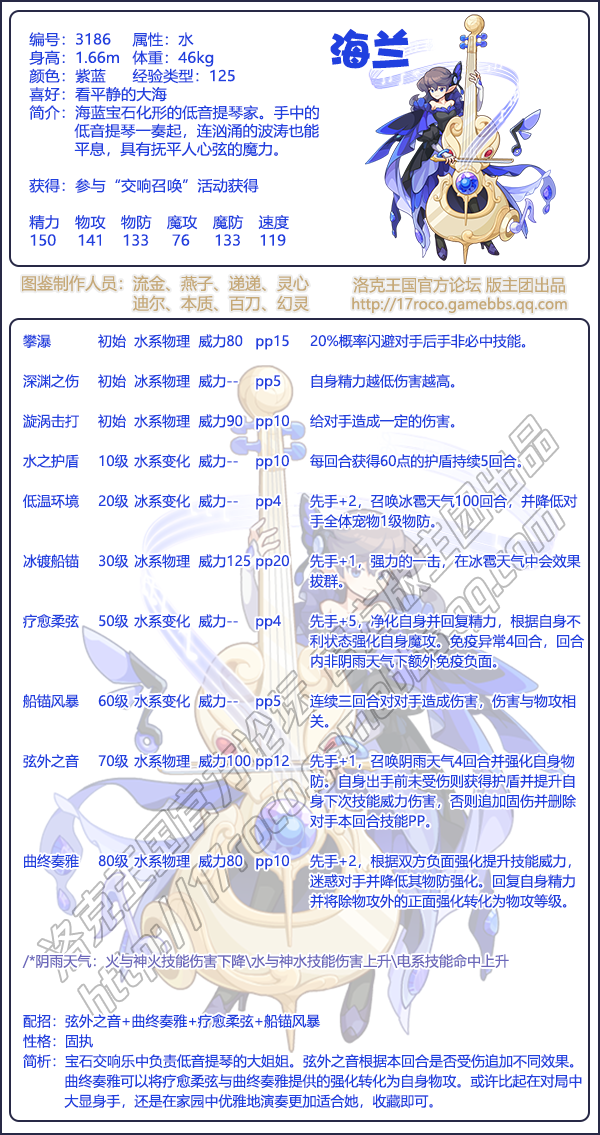 海兰
编号：3186 属性：水
身高：1.66m 体重：46kg
颜色：紫蓝 经验类型：125
喜好：看平静的大海
简介：海蓝宝石化形的低音提琴家。手中的
低音提琴一奏起，连汹涌的波涛也能
平息，具有抚平人心弦的魔力。
获得：参与“交响召唤”活动获得
精力 物攻 物防 魔攻 魔防 速度
150 141 133 76 133 119
图鉴制作人员：流金、燕子、递递、灵心
迪尔、本质、百刀、幻灵
洛克王国官方论坛 版主团出品
http://17roco.gamebbs.qq.com
攀瀑 初始 水系物理 威力80 pp15 20%概率闪避对手后手非必中技能。
深渊之伤 初始 冰系物理 威力-- pp5 自身精力越低伤害越高。
漩涡击打 初始 水系物理 威力90 pp10 给对手造成一定的伤害。
水之护盾 10级 水系变化 威力-- pp10 每回合获得60点的护盾持续5回合。
低温环境 20级 冰系变化 威力-- pp4 先手+2，召唤冰雹天气100回合，并降低对
手全体宠物1级物防。
冰镀船锚 30级 冰系物理 威力125 pp20 先手+1，强力的一击，在冰雹天气中会效果
拔群。
疗愈柔弦 50级 水系变化 威力-- pp4 先手+5，净化自身并回复精力，根据自身不
利状态强化自身魔攻。免疫异常4回合，回合
内非阴雨天气下额外免疫负面。
船锚风暴 60级 水系变化 威力-- pp5 连续三回合对对手造成伤害，伤害与物攻相
关。
弦外之音 70级 水系物理 威力100 pp12 先手+1，召唤阴雨天气4回合并强化自身物
防。自身出手前未受伤则获得护盾并提升自
身下次技能威力伤害，否则追加固伤并删除
对手本回合技能PP。
曲终奏雅 80级 水系物理 威力80 pp10 先手+2，根据双方负面强化提升技能威力，
迷惑对手并降低其物防强化。回复自身精力
并将除物攻外的正面强化转化为物攻等级。
/*阴雨天气：火与神火技能伤害下降\水与神水技能伤害上升\电系技能命中上升
配招：弦外之音+曲终奏雅+疗愈柔弦+船锚风暴
性格：固执
简析：宝石交响乐中负责低音提琴的大姐姐。弦外之音根据本回合是否受伤追加不同效果。
曲终奏雅可以将疗愈柔弦与曲终奏雅提供的强化转化为自身物攻。或许比起在对局中
大显身手，还是在家园中优雅地演奏更加适合她，收藏即可。
洛克王国官方论坛 版主团出品
http://17roco.gamebbs.qq.com